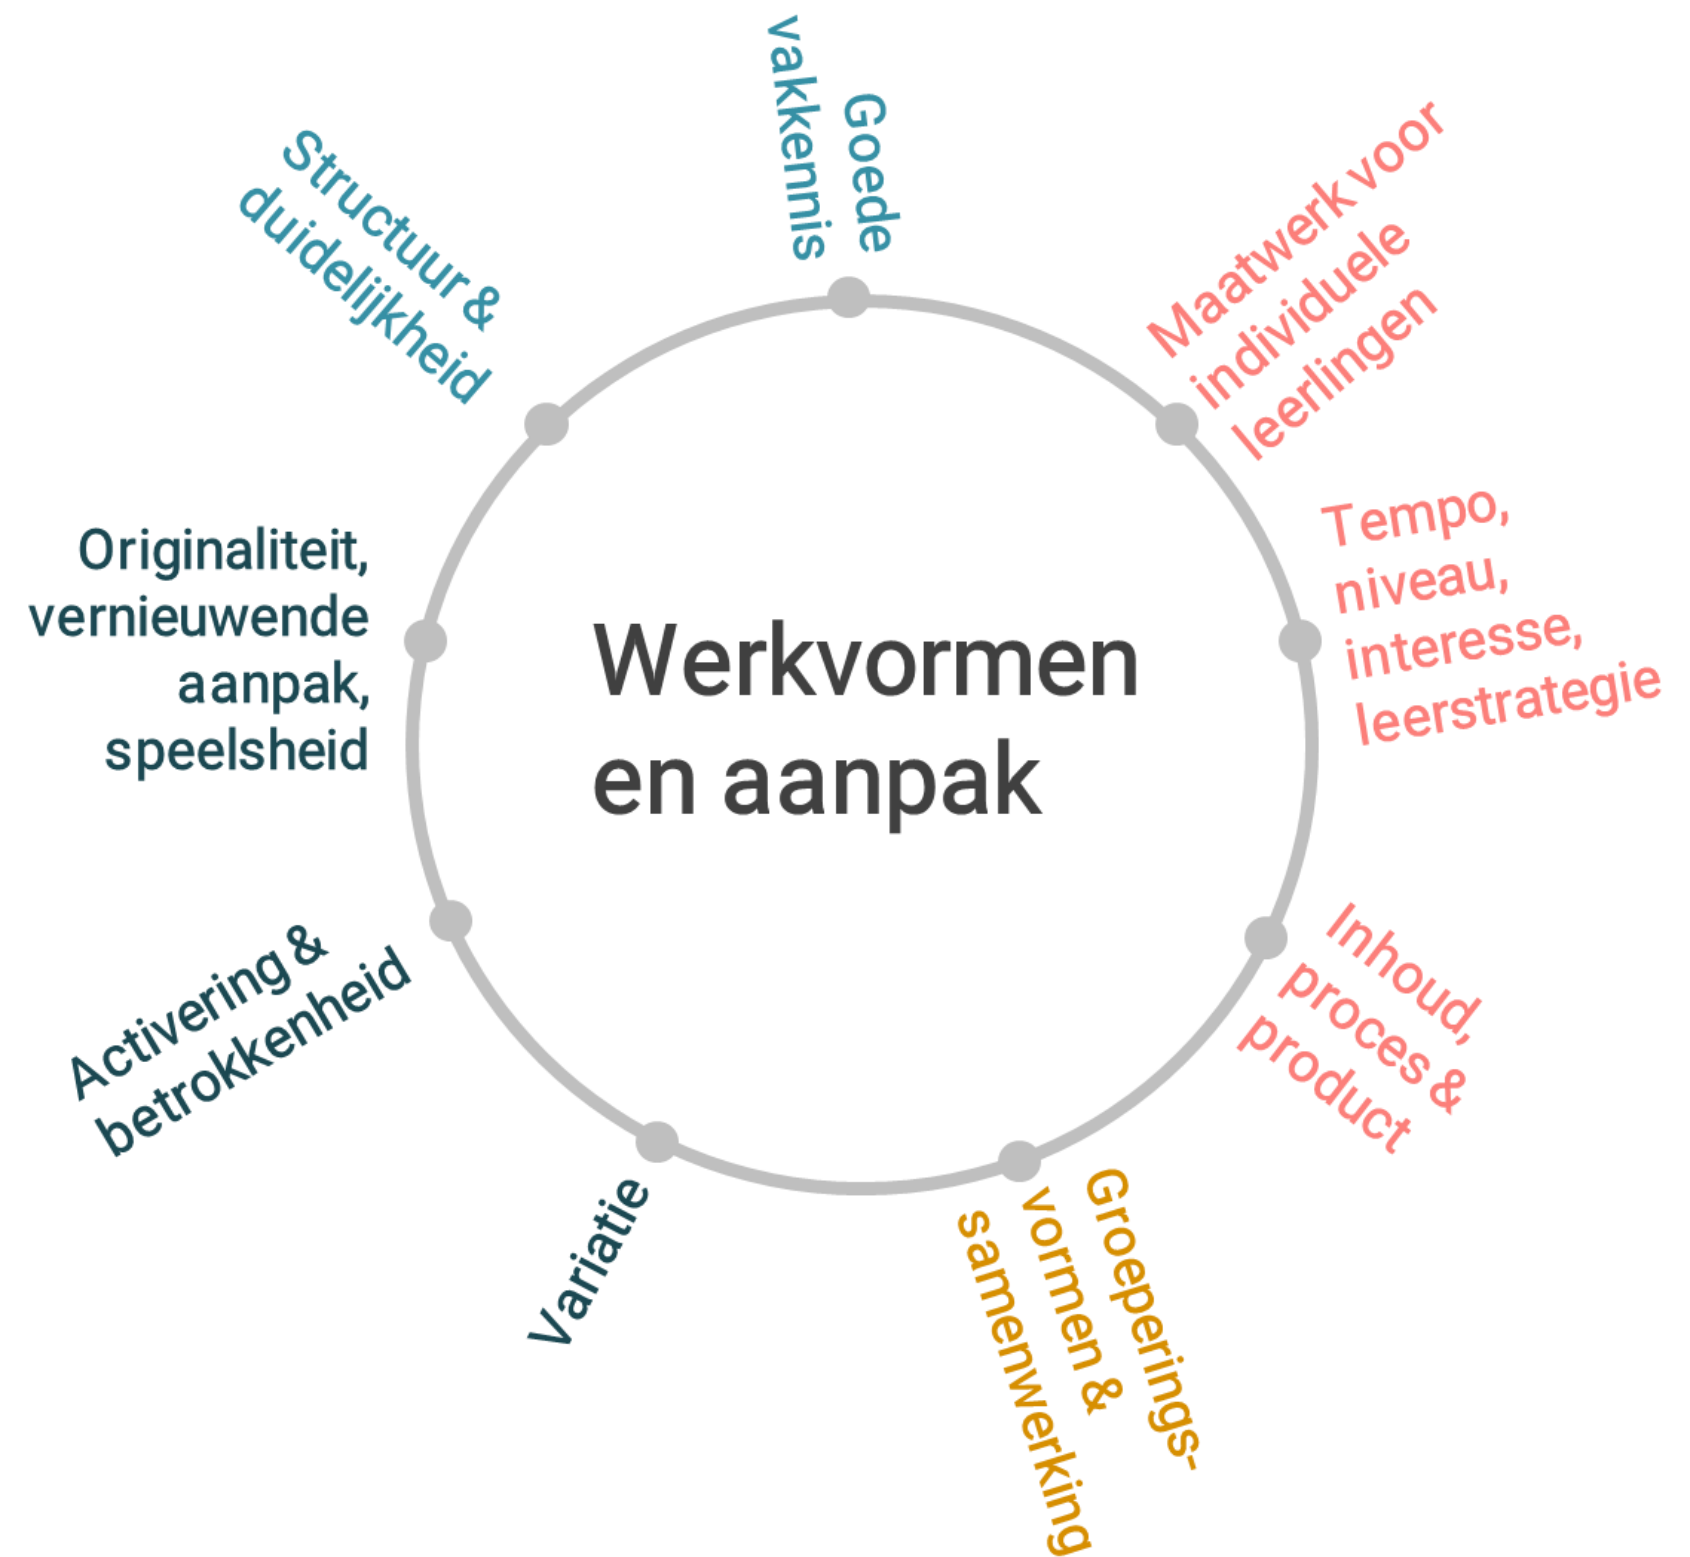 Goede
vakkennis
Maatwerk voor
individuele
leerlingen
Tempo,
niveau,
interesse,
leerstrategie
Inhoud,
proces &
product
Groeperings-
vormen &
samenwerking
Variatie
Activering &
betrokkenheid
Originaliteit,
vernieuwende
aanpak,
speelsheid
Structuur &
duidelijkheid
Werkvormen
en aanpak